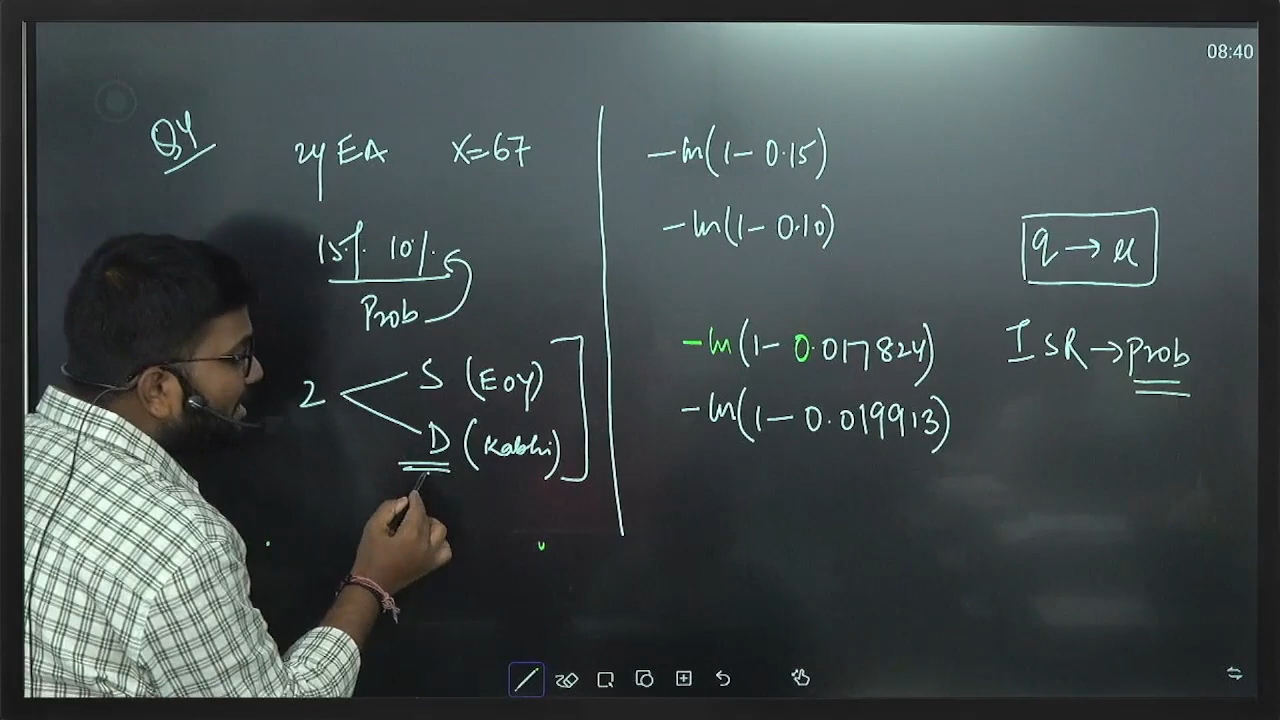 08:40
Q4
2y EA x=67
15% 10%
Prob
2
S (EOY)
D (Kabhi)
-ln(1-0.15)
-ln(1-0.10)
-ln(1-0.017824)
-ln(1-0.019913)
q → μ
ISR → prob